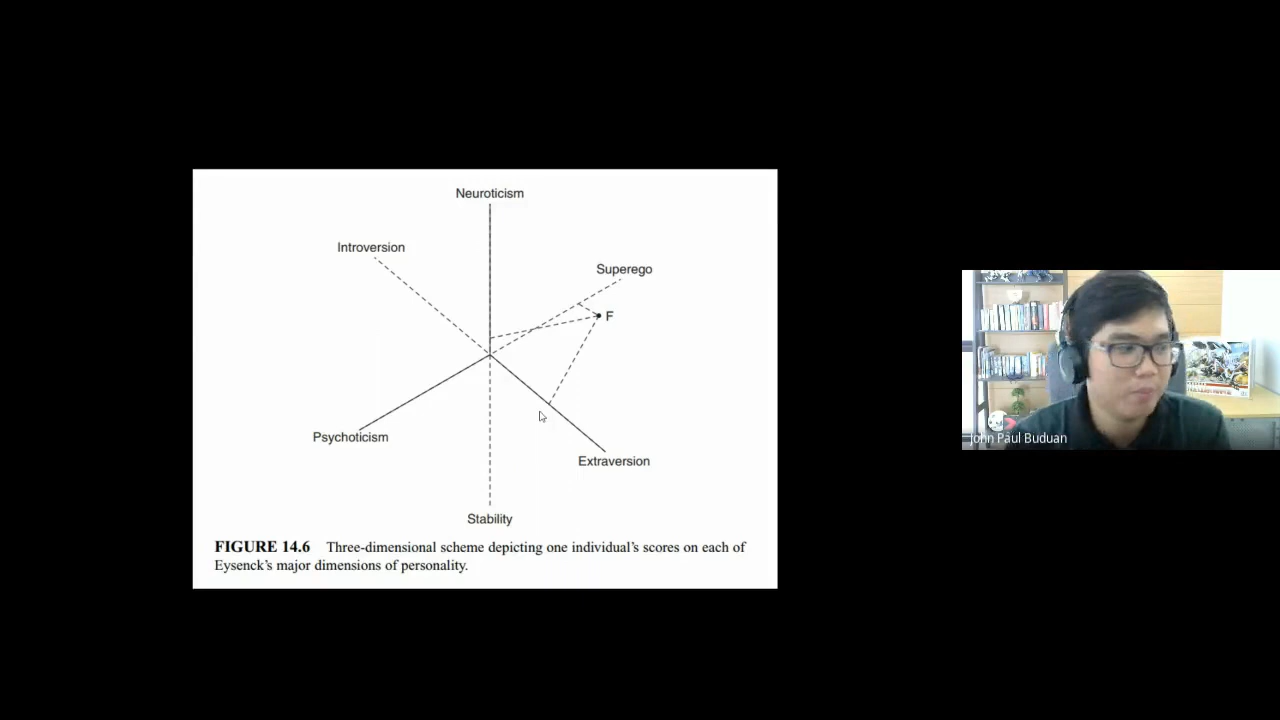 Neuroticism
Introversion
Superego
F
Psychoticism
Extraversion
Stability
FIGURE 14.6 Three-dimensional scheme depicting one individual's scores on each of
Eysenck's major dimensions of personality.
john Paul Buduan